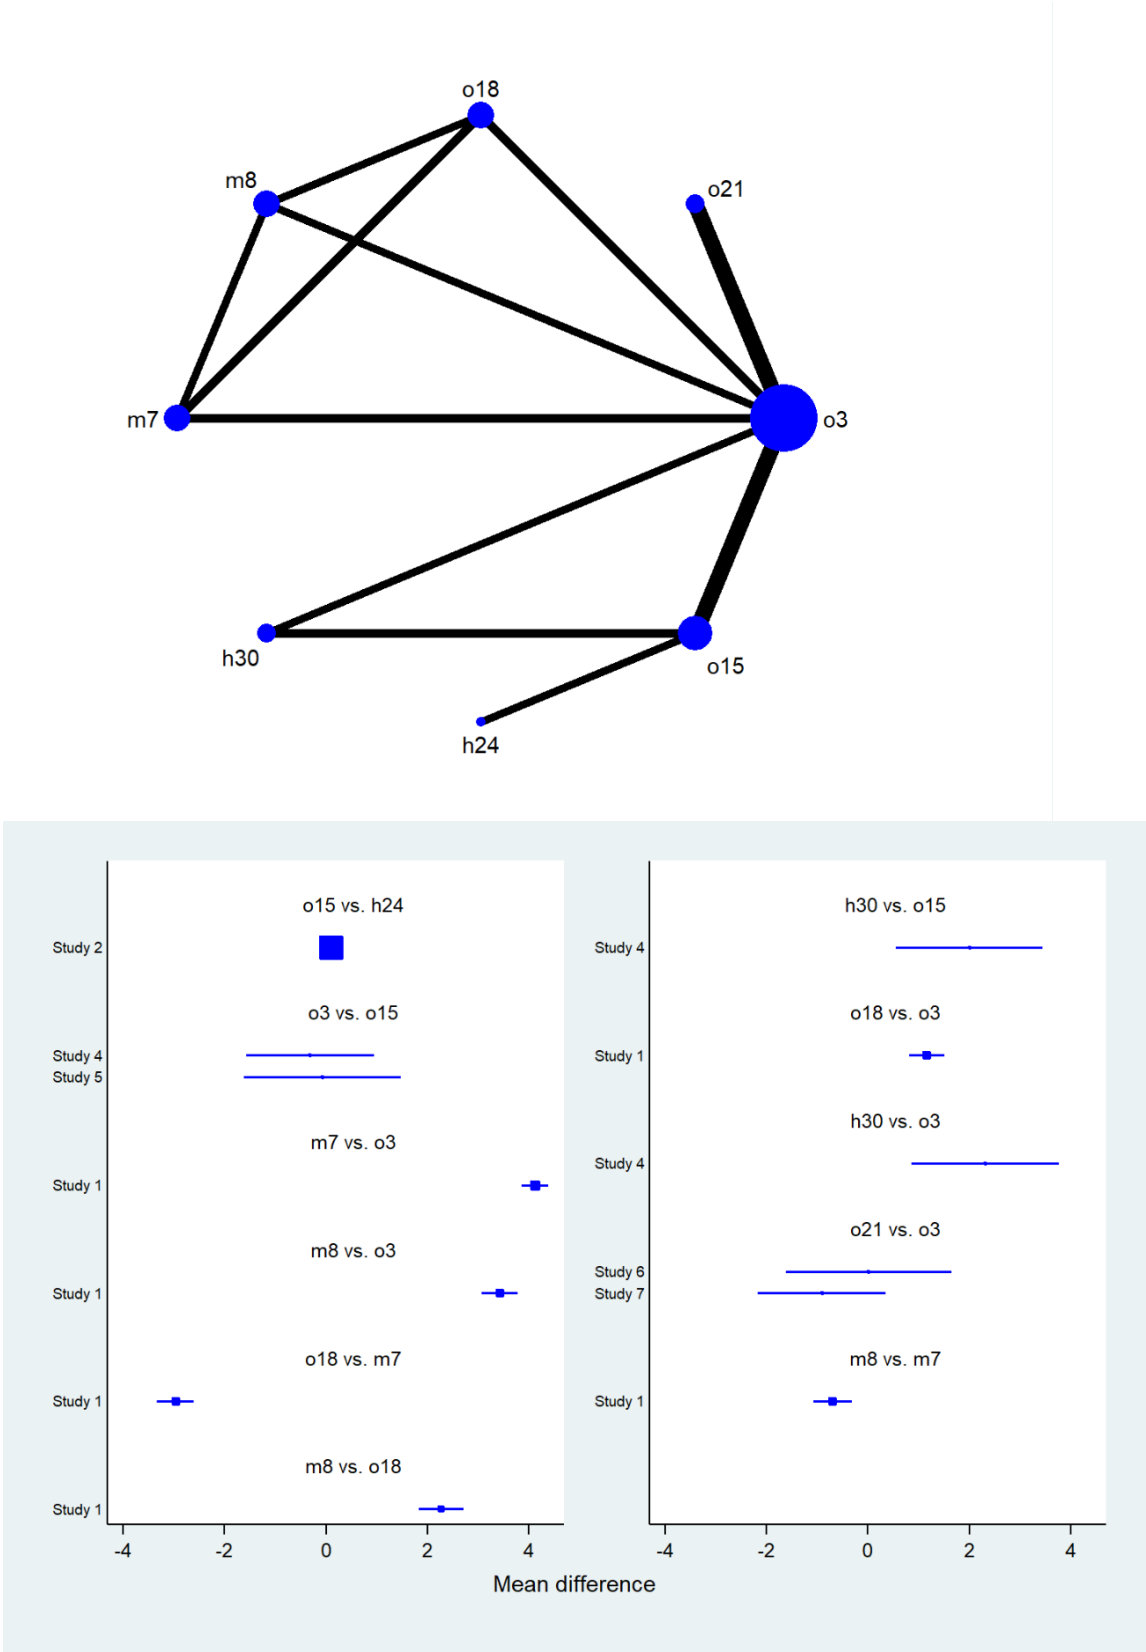 o18
m8
o21
m7
o3
h30
o15
h24
o15 vs. h24
Study 2
o3 vs. o15
Study 4
Study 5
m7 vs. o3
Study 1
m8 vs. o3
Study 1
o18 vs. m7
Study 1
m8 vs. o18
Study 1
-4 -2 0 2 4
h30 vs. o15
Study 4
o18 vs. o3
Study 1
h30 vs. o3
Study 4
o21 vs. o3
Study 6
Study 7
m8 vs. m7
Study 1
-4 -2 0 2 4
Mean difference